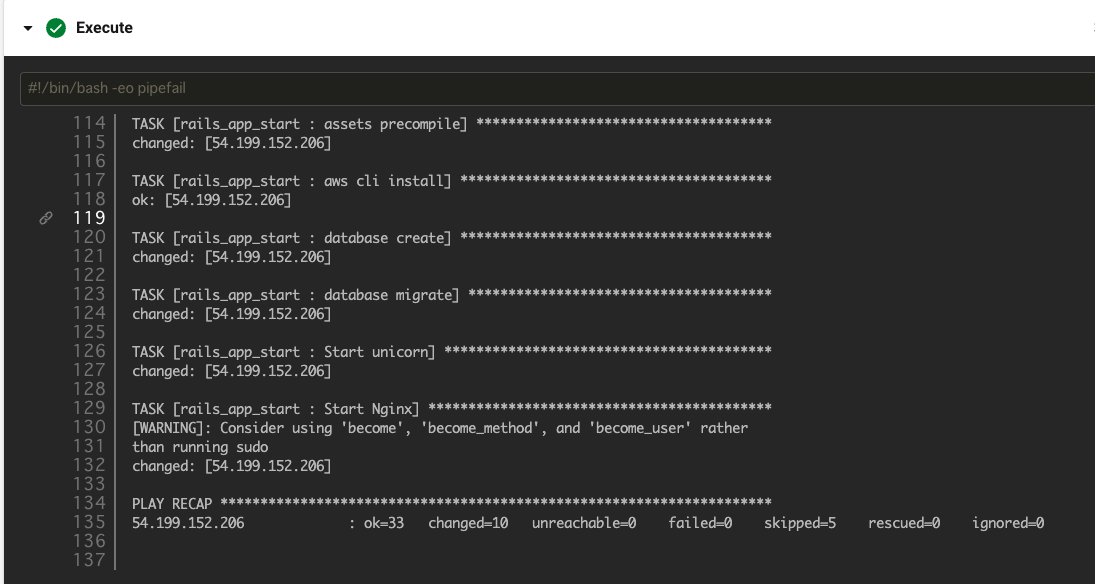 Execute
#!/bin/bash -eo pipefail
114 TASK [rails_app_start : assets precompile] *************************************
115 changed: [54.199.152.206]
116
117 TASK [rails_app_start : aws cli install] ***************************************
118 ok: [54.199.152.206]
119
120 TASK [rails_app_start : database create] ***************************************
121 changed: [54.199.152.206]
122
123 TASK [rails_app_start : database migrate] **************************************
124 changed: [54.199.152.206]
125
126 TASK [rails_app_start : Start unicorn] *****************************************
127 changed: [54.199.152.206]
128
129 TASK [rails_app_start : Start Nginx] *******************************************
130 [WARNING]: Consider using 'become', 'become_method', and 'become_user' rather
131 than running sudo
132 changed: [54.199.152.206]
133
134 PLAY RECAP *********************************************************************
135 54.199.152.206 : ok=33 changed=10 unreachable=0 failed=0 skipped=5 rescued=0 ignored=0
136
137